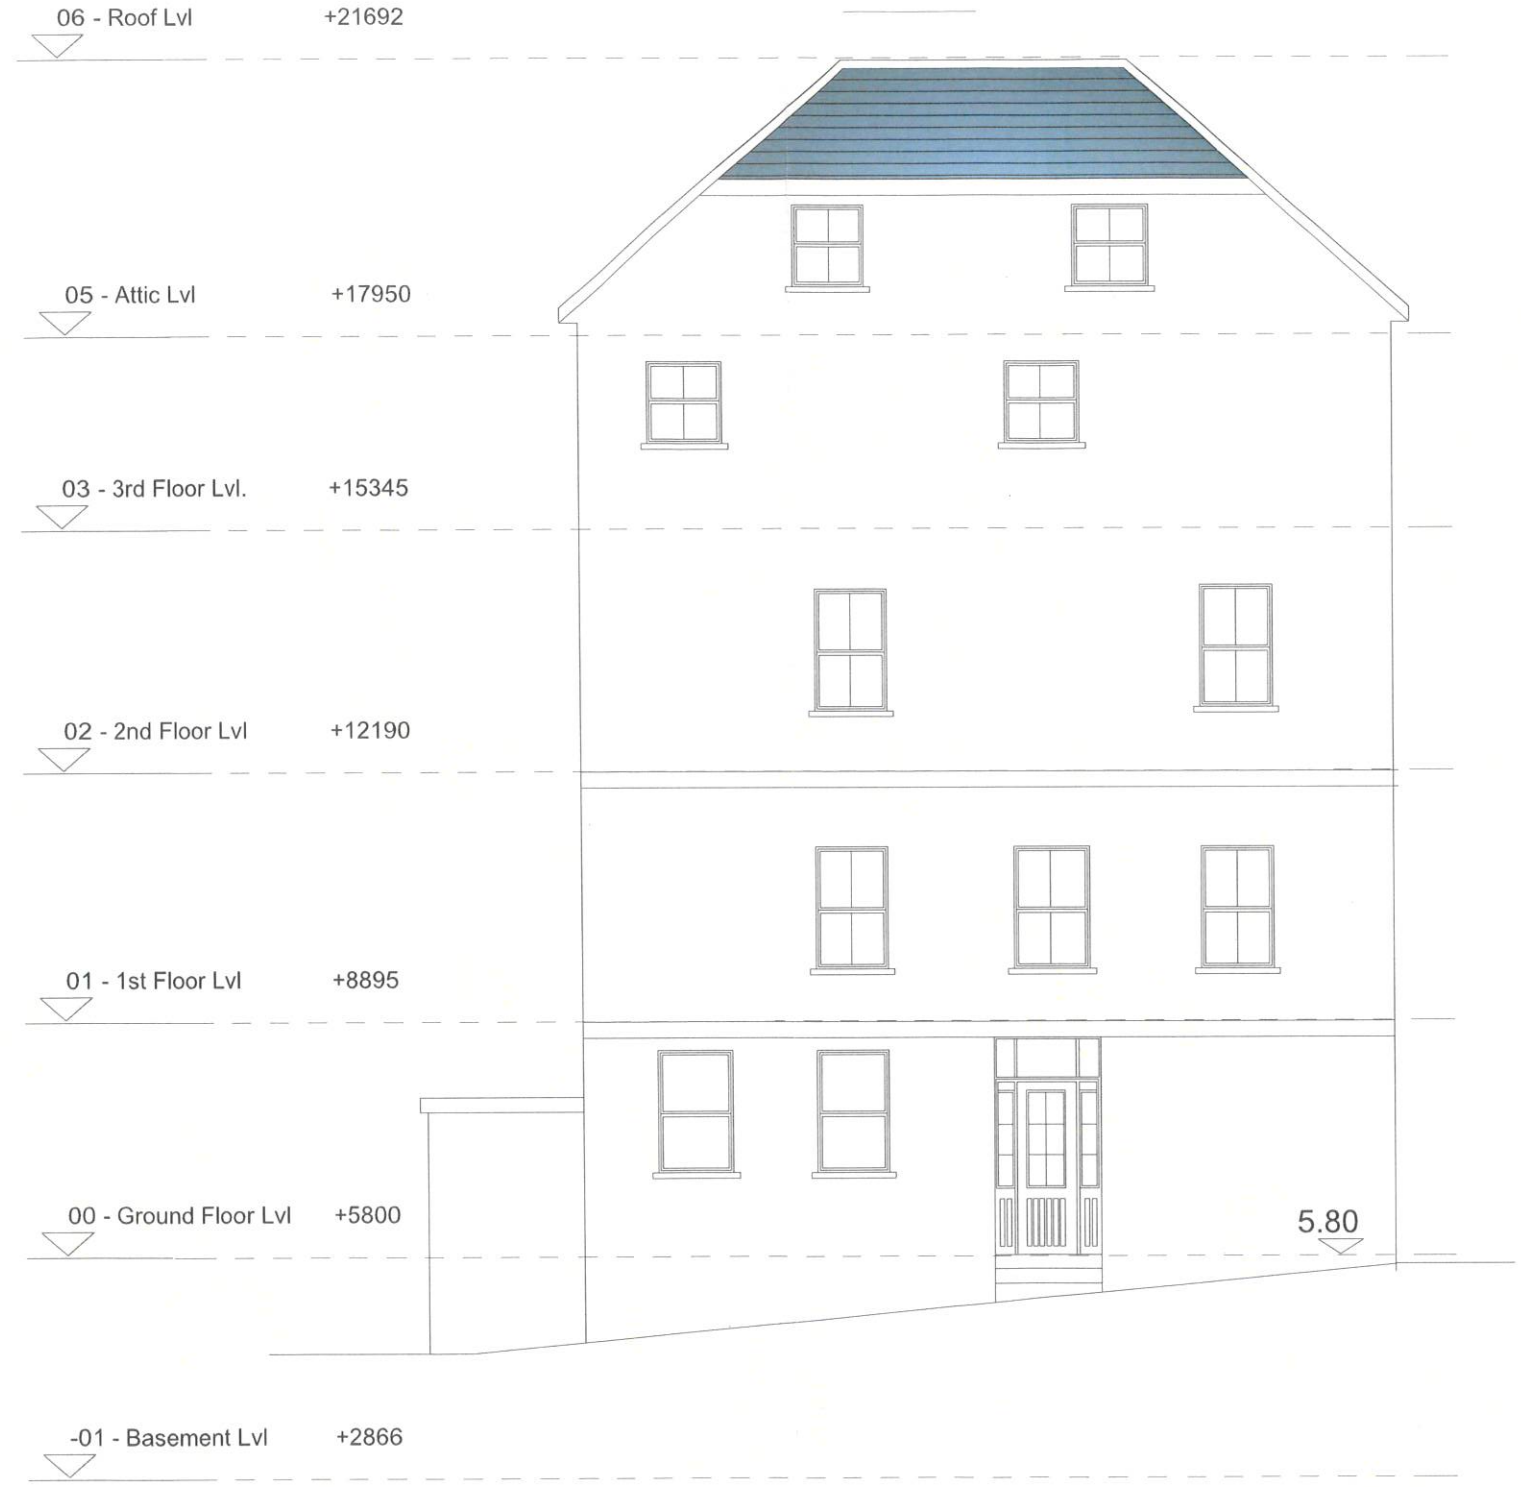 06 - Roof Lvl +21692
05 - Attic Lvl +17950
03 - 3rd Floor Lvl. +15345
02 - 2nd Floor Lvl +12190
01 - 1st Floor Lvl +8895
00 - Ground Floor Lvl +5800
5.80
-01 - Basement Lvl +2866